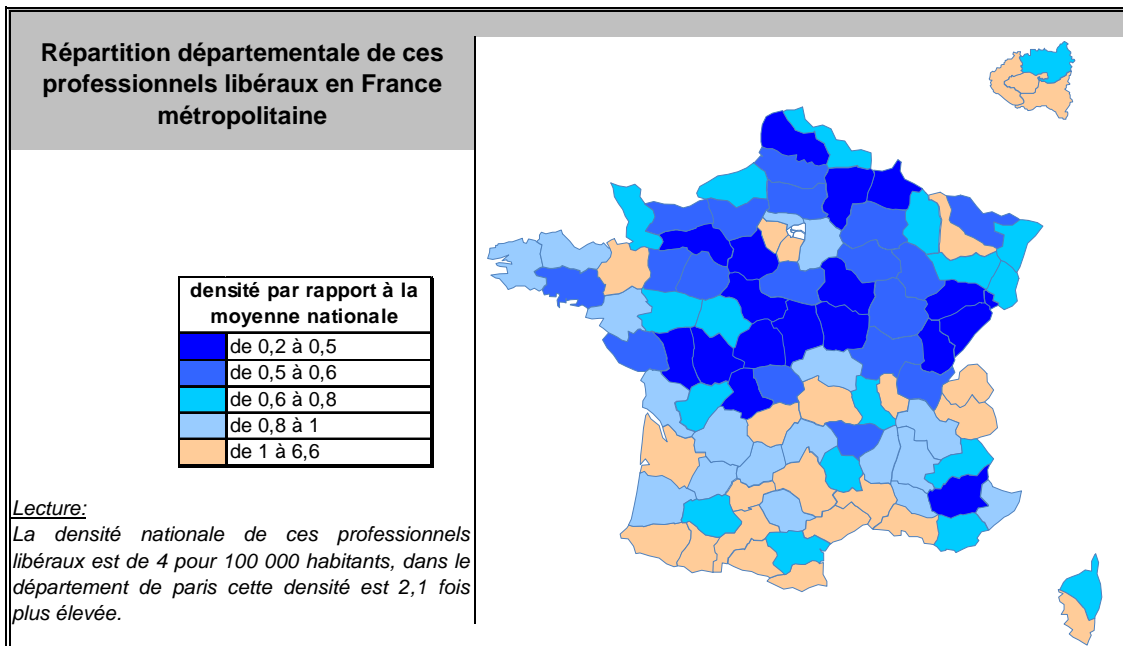 Répartition départementale de ces
professionnels libéraux en France
métropolitaine
densité par rapport à la
moyenne nationale
de 0,2 à 0,5
de 0,5 à 0,6
de 0,6 à 0,8
de 0,8 à 1
de 1 à 6,6
Lecture:
La densité nationale de ces professionnels
libéraux est de 4 pour 100 000 habitants, dans le
département de paris cette densité est 2,1 fois
plus élevée.